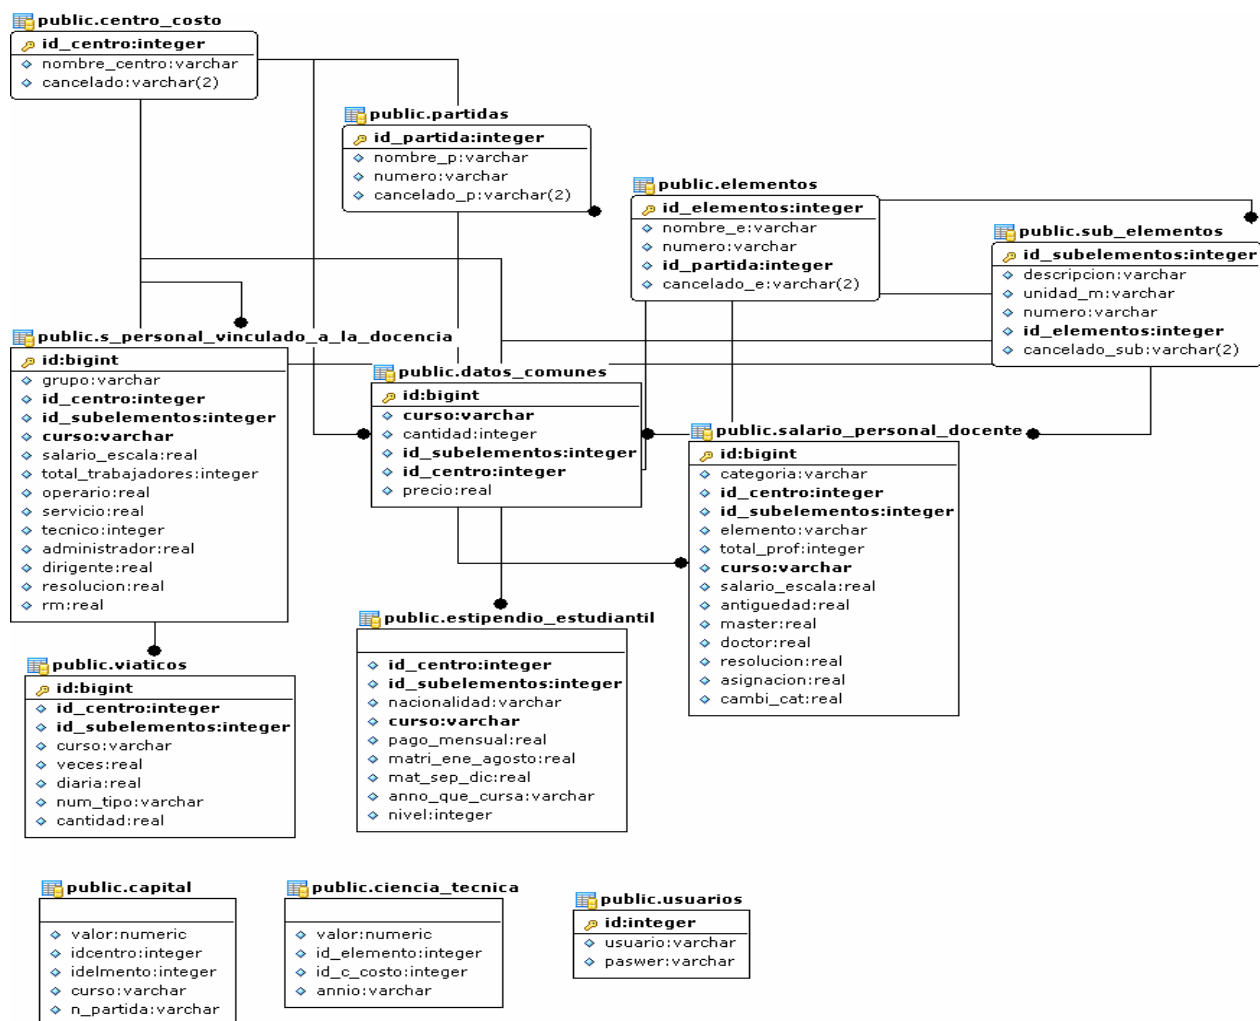 public.centro_costo
id_centro:integer
nombre_centro:varchar
cancelado:varchar(2)
public.partidas
id_partida:integer
nombre_p:varchar
numero:varchar
cancelado_p:varchar(2)
public.elementos
id_elementos:integer
nombre_e:varchar
numero:varchar
id_partida:integer
cancelado_e:varchar(2)
public.sub_elementos
id_subelementos:integer
descripcion:varchar
unidad_m:varchar
numero:varchar
id_elementos:integer
cancelado_sub:varchar(2)
public.s_personal_vinculado_a_la_docencia
id:bigint
grupo:varchar
id_centro:integer
id_subelementos:integer
curso:varchar
salario_escala:real
total_trabajadores:integer
operario:real
servicio:real
tecnico:integer
administrador:real
dirigente:real
resolucion:real
rm:real
public.datos_comunes
id:bigint
curso:varchar
cantidad:integer
id_subelementos:integer
id_centro:integer
precio:real
public.salario_personal_docente
id:bigint
categoria:varchar
id_centro:integer
id_subelementos:integer
elemento:varchar
total_prof:integer
curso:varchar
salario_escala:real
antiguedad:real
master:real
doctor:real
resolucion:real
asignacion:real
cambi_cat:real
public.viaticos
id:bigint
id_centro:integer
id_subelementos:integer
curso:varchar
veces:real
diaria:real
num_tipo:varchar
cantidad:real
public.estipendio_estudiantil
id_centro:integer
id_subelementos:integer
nacionalidad:varchar
curso:varchar
pago_mensual:real
matri_ene_agosto:real
mat_sep_dic:real
anno_que_cursa:varchar
nivel:integer
public.capital
valor:numeric
idcentro:integer
idelmento:integer
curso:varchar
n_partida:varchar
public.ciencia_tecnica
valor:numeric
id_elemento:integer
id_c_costo:integer
annio:varchar
public.usuarios
id:integer
usuario:varchar
paswer:varchar